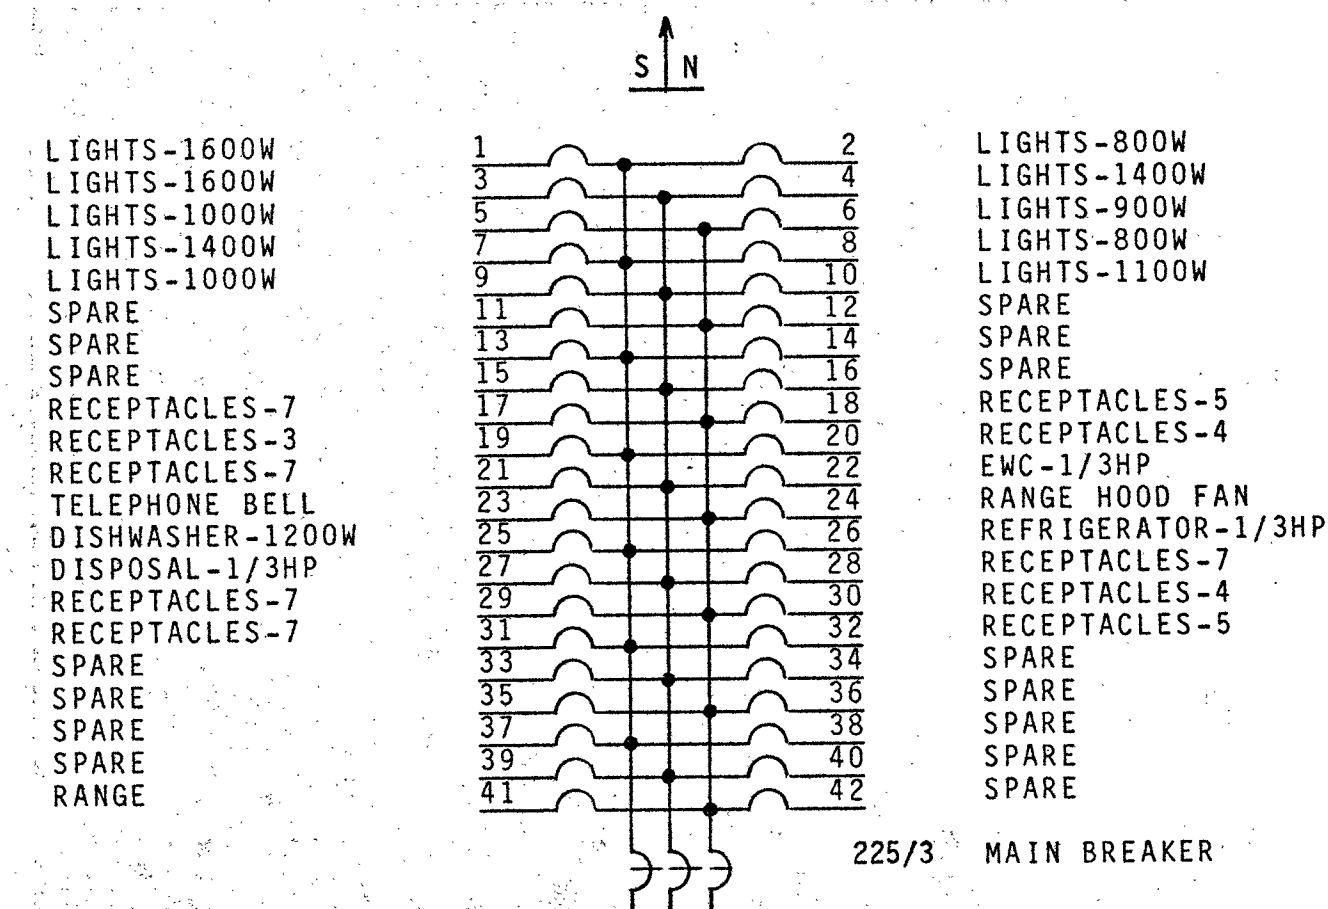 S N
LIGHTS-1600W 1 2 LIGHTS-800W
LIGHTS-1600W 3 4 LIGHTS-1400W
LIGHTS-1000W 5 6 LIGHTS-900W
LIGHTS-1400W 7 8 LIGHTS-800W
LIGHTS-1000W 9 10 LIGHTS-1100W
SPARE 11 12 SPARE
SPARE 13 14 SPARE
SPARE 15 16 SPARE
RECEPTACLES-7 17 18 RECEPTACLES-5
RECEPTACLES-3 19 20 RECEPTACLES-4
RECEPTACLES-7 21 22 EWC-1/3HP
TELEPHONE BELL 23 24 RANGE HOOD FAN
DISHWASHER-1200W 25 26 REFRIGERATOR-1/3HP
DISPOSAL-1/3HP 27 28 RECEPTACLES-7
RECEPTACLES-7 29 30 RECEPTACLES-4
RECEPTACLES-7 31 32 RECEPTACLES-5
SPARE 33 34 SPARE
SPARE 35 36 SPARE
SPARE 37 38 SPARE
SPARE 39 40 SPARE
RANGE 41 42 SPARE
225/3 MAIN BREAKER